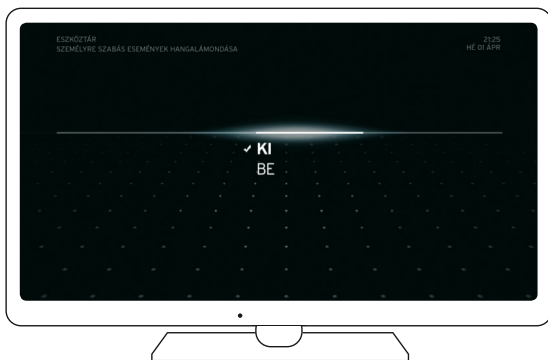 ESZKÖZTÁR
SZEMÉLYRE SZABÁS ESEMÉNYEK HANGALÁMONDÁSA
21:25
HÉ 01 ÁPR
KI
BE